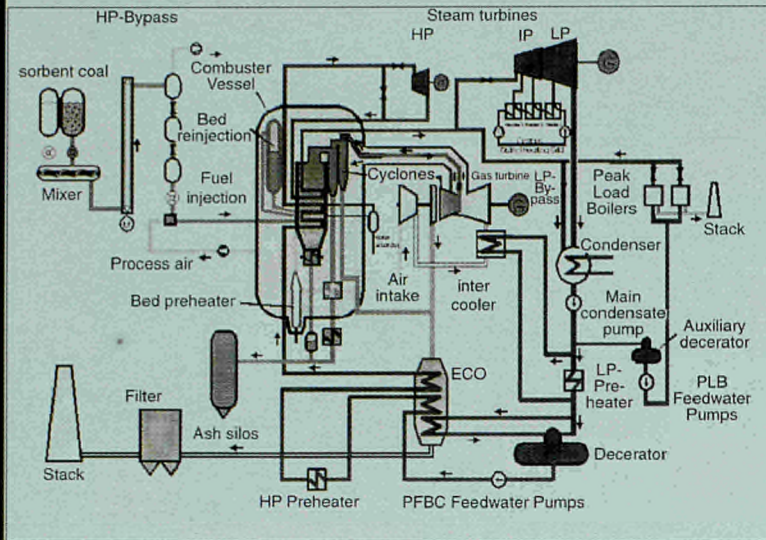 HP-Bypass
Steam turbines
HP
IP LP
G
sorbent coal
Combuster
Vessel
Bed
reinjection
Mixer
Fuel
injection
Cyclones
Gas turbine
LP-
By-
pass
Peak
Load
Boilers
Stack
Process air
Air
intake
inter
cooler
Condenser
Bed preheater
Main
condensate
pump
Auxiliary
decerator
ECO
LP-
Pre-
heater
PLB
Feedwater
Pumps
Filter
Ash silos
Stack
Decerator
HP Preheater
PFBC Feedwater Pumps